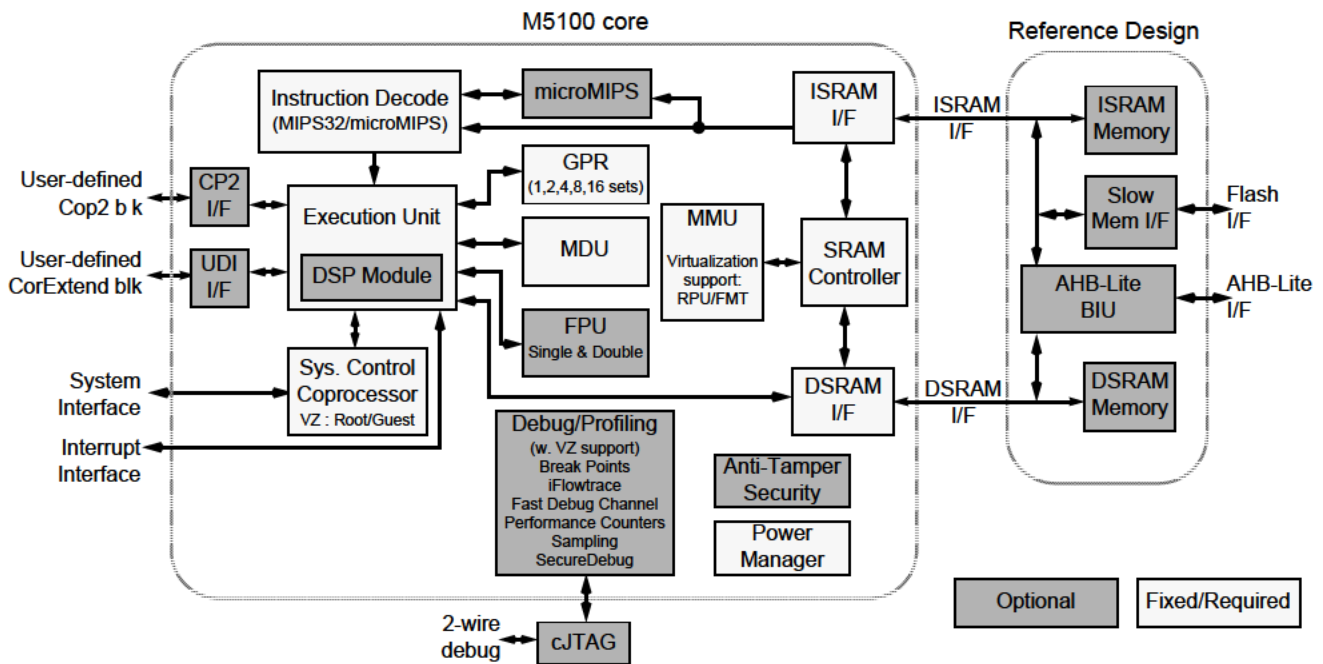 M5100 core
Reference Design
Instruction Decode
(MIPS32/microMIPS)
microMIPS
ISRAM
I/F
ISRAM
I/F
ISRAM
Memory
User-defined
Cop2 b k
CP2
I/F
Execution Unit
DSP Module
GPR
(1,2,4,8,16 sets)
MDU
MMU
Virtualization
support:
RPU/FMT
SRAM
Controller
Slow
Mem I/F
Flash
I/F
User-defined
CorExtend blk
UDI
I/F
AHB-Lite
BIU
AHB-Lite
I/F
FPU
Single & Double
System
Interface
Sys. Control
Coprocessor
VZ : Root/Guest
DSRAM
I/F
DSRAM
I/F
DSRAM
Memory
Interrupt
Interface
Debug/Profiling
(w. VZ support)
Break Points
iFlowtrace
Fast Debug Channel
Performance Counters
Sampling
SecureDebug
Anti-Tamper
Security
Power
Manager
2-wire
debug
cJTAG
Optional
Fixed/Required